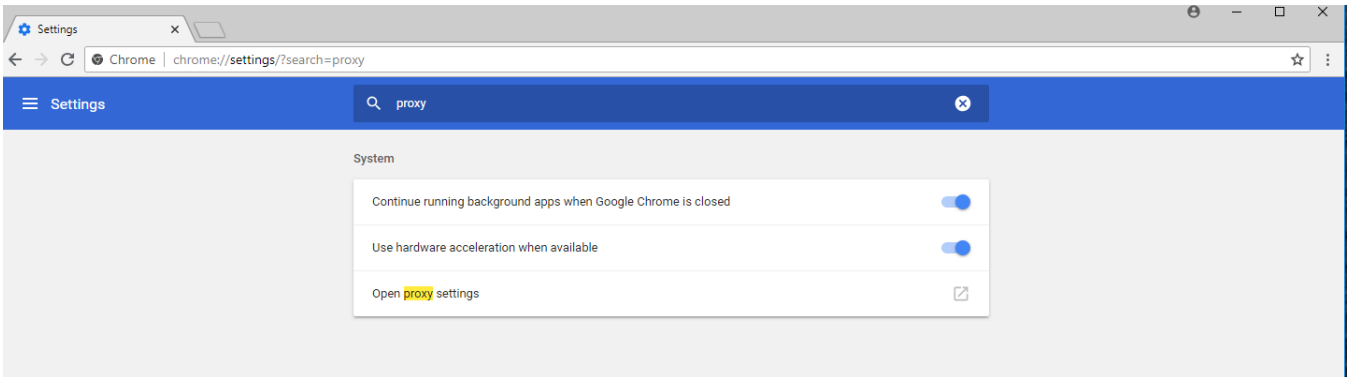 Settings
Chrome | chrome://settings/?search=proxy
Settings
proxy
System
Continue running background apps when Google Chrome is closed
Use hardware acceleration when available
Open proxy settings